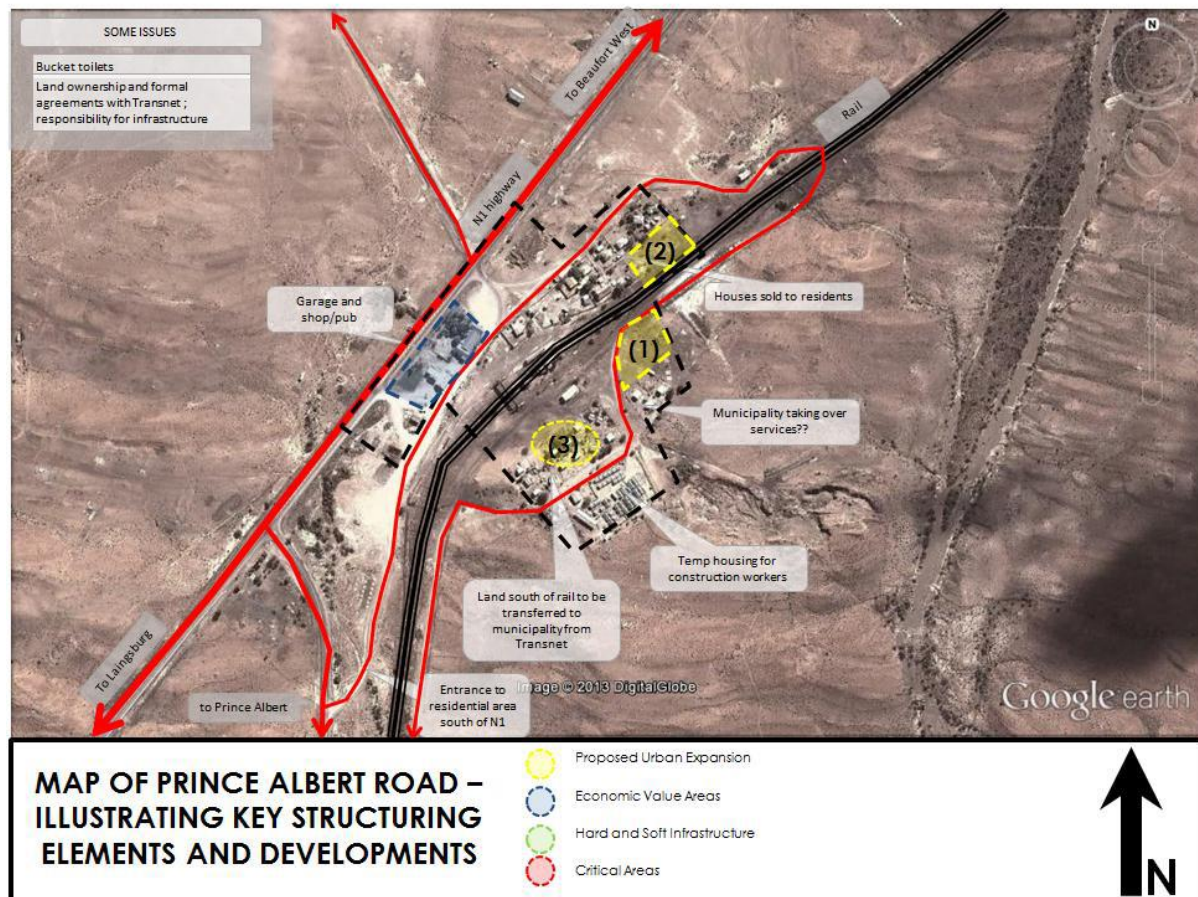 SOME ISSUES
Bucket toilets
Land ownership and formal
agreements with Transnet ;
responsibility for infrastructure
To Beaufort West
N
Rail
N1 highway
(2)
Houses sold to residents
Garage and
shop/pub
(1)
Municipality taking over
services??
(3)
Temp housing for
construction workers
Land south of rail to be
transferred to
municipality from
Transnet
To Laingsburg
to Prince Albert
Entrance to
residential area
south of N1
Image © 2013 DigitalGlobe
Google earth
MAP OF PRINCE ALBERT ROAD –
ILLUSTRATING KEY STRUCTURING
ELEMENTS AND DEVELOPMENTS
Proposed Urban Expansion
Economic Value Areas
Hard and Soft Infrastructure
Critical Areas
N